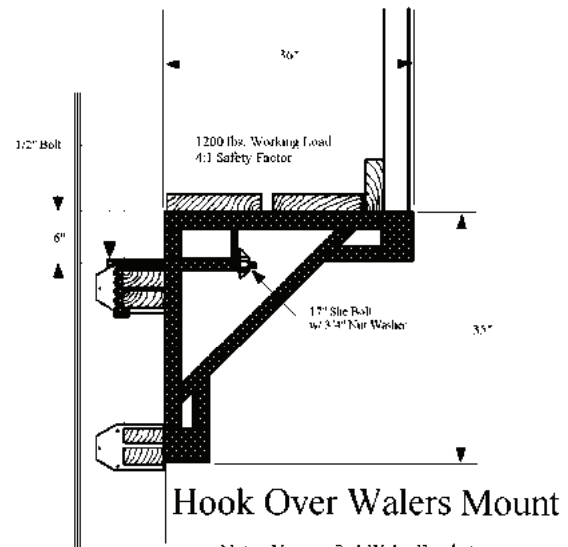 36"
1/2" Bolt
1200 lbs. Working Load
4:1 Safety Factor
6"
17" She Bolt
w/ 3/4" Nut Washer
35"
Hook Over Walers Mount